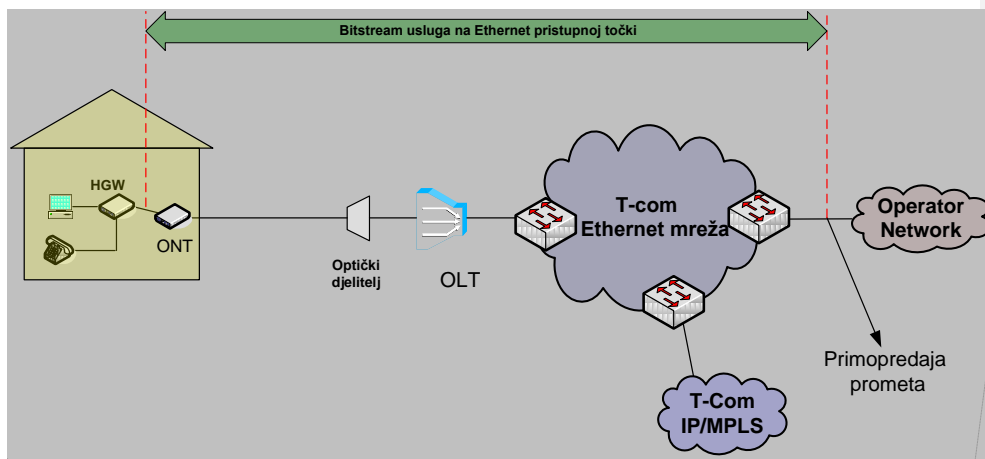 Bitstream usluga na Ethernet pristupnoj točki
HGW
ONT
Optički
djelitelj
OLT
T-com
Ethernet mreža
Operator
Network
Primopredaja
prometa
T-Com
IP/MPLS